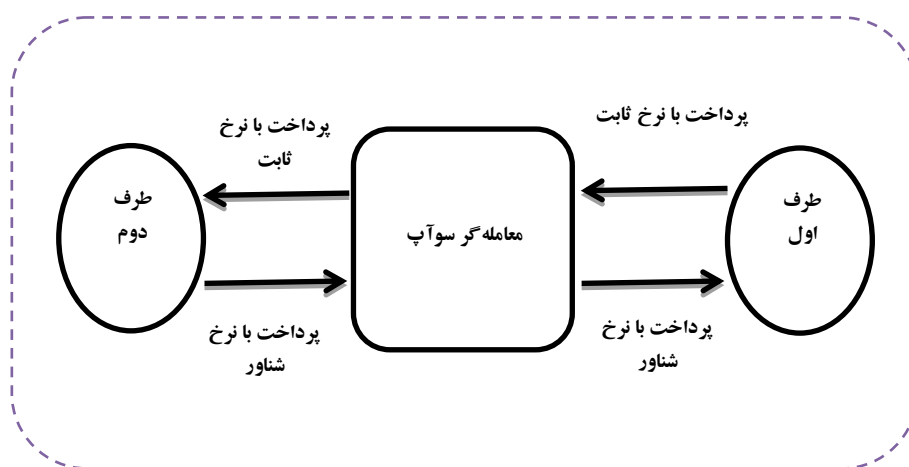 پرداخت با نرخ ثابت
پرداخت با نرخ
ثابت
طرف
اول
معامله‌گر سوآپ
طرف
دوم
پرداخت با نرخ
شناور
پرداخت با نرخ
شناور